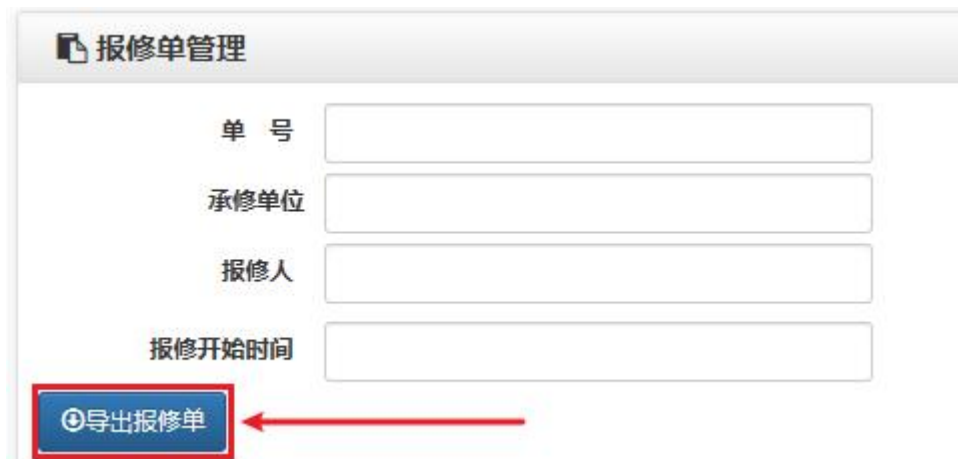 报修单管理
单 号
承修单位
报修人
报修开始时间
导出报修单